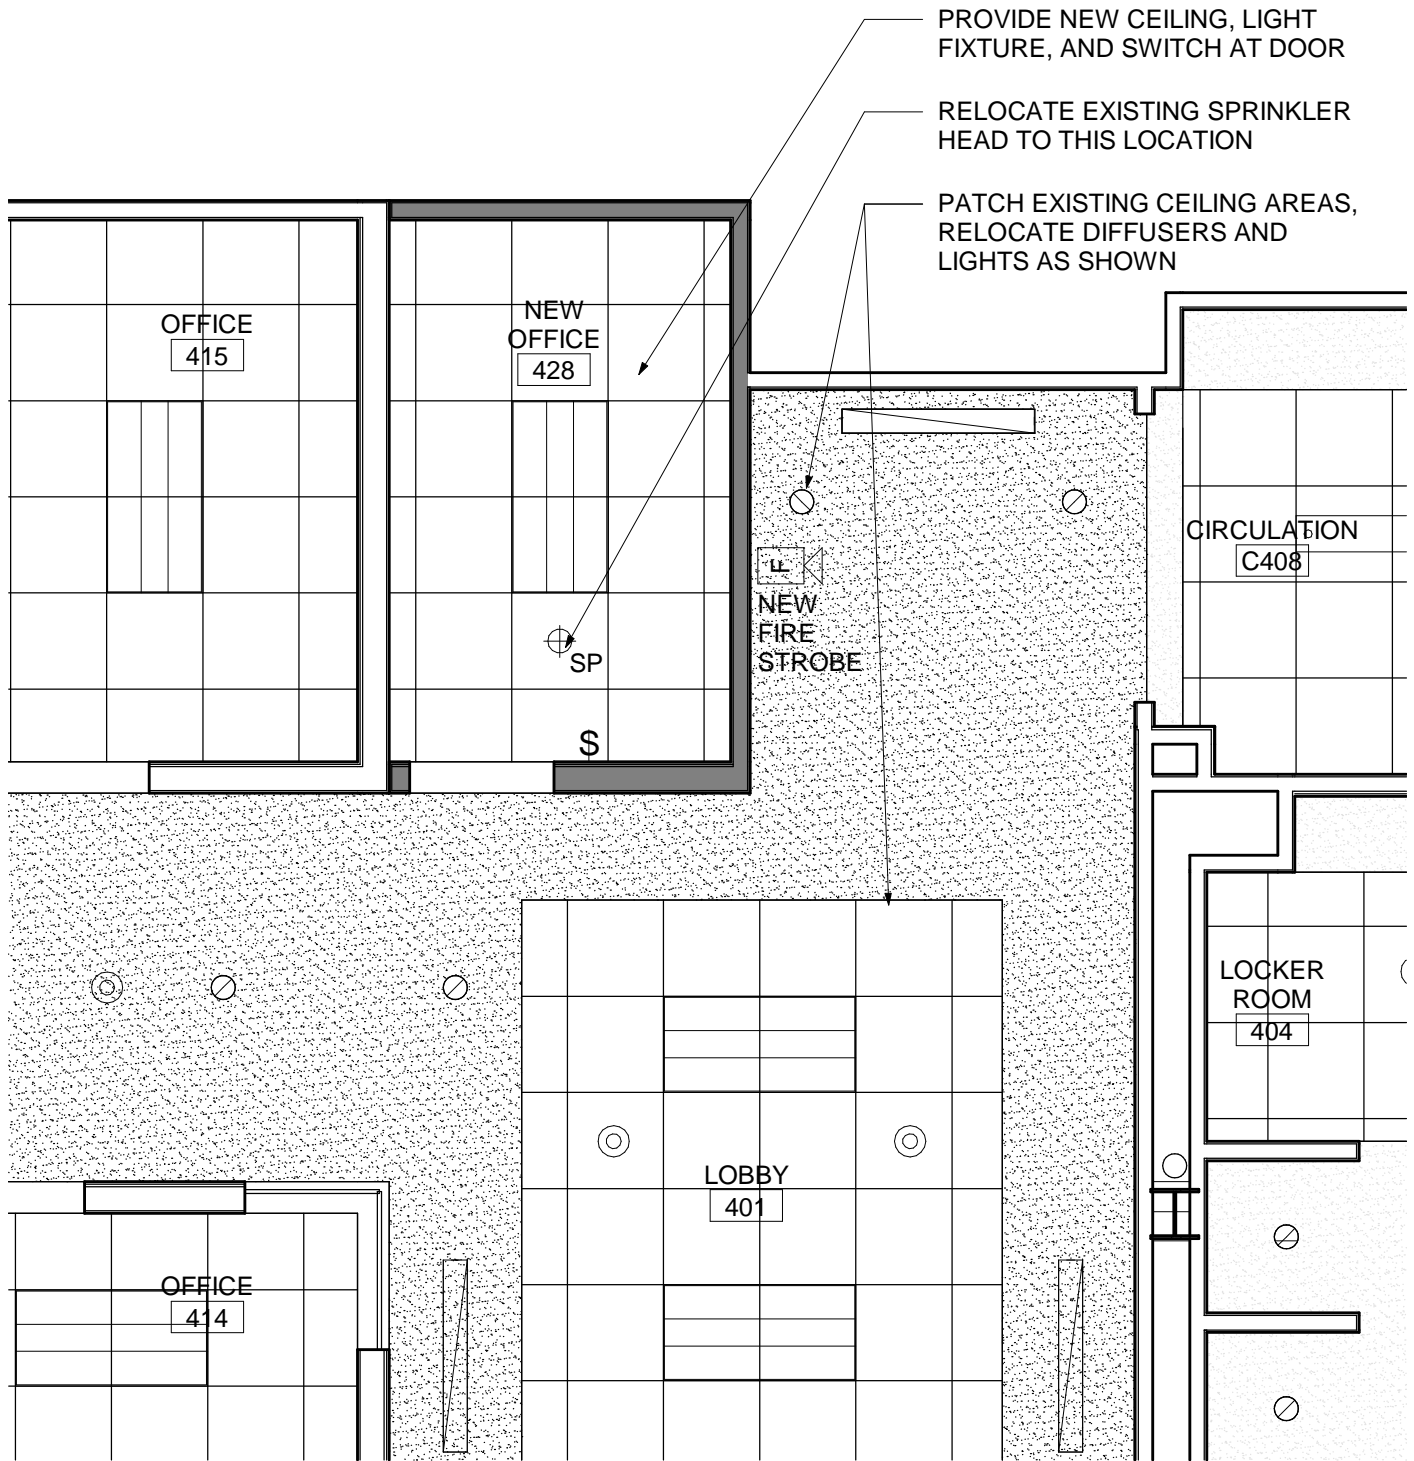 PROVIDE NEW CEILING, LIGHT
FIXTURE, AND SWITCH AT DOOR
RELOCATE EXISTING SPRINKLER
HEAD TO THIS LOCATION
PATCH EXISTING CEILING AREAS,
RELOCATE DIFFUSERS AND
LIGHTS AS SHOWN
OFFICE
415
NEW
OFFICE
428
CIRCULATION
C408
F
NEW
FIRE
STROBE
SP
$
LOCKER
ROOM
404
LOBBY
401
OFFICE
414